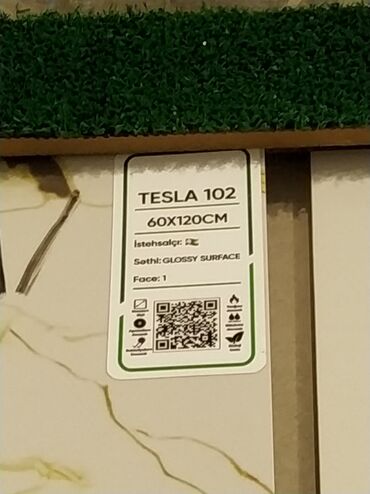 TESLA 102
60X120CM
İstehsalçı:
Səthi: GLOSSY SURFACE
Face: 1